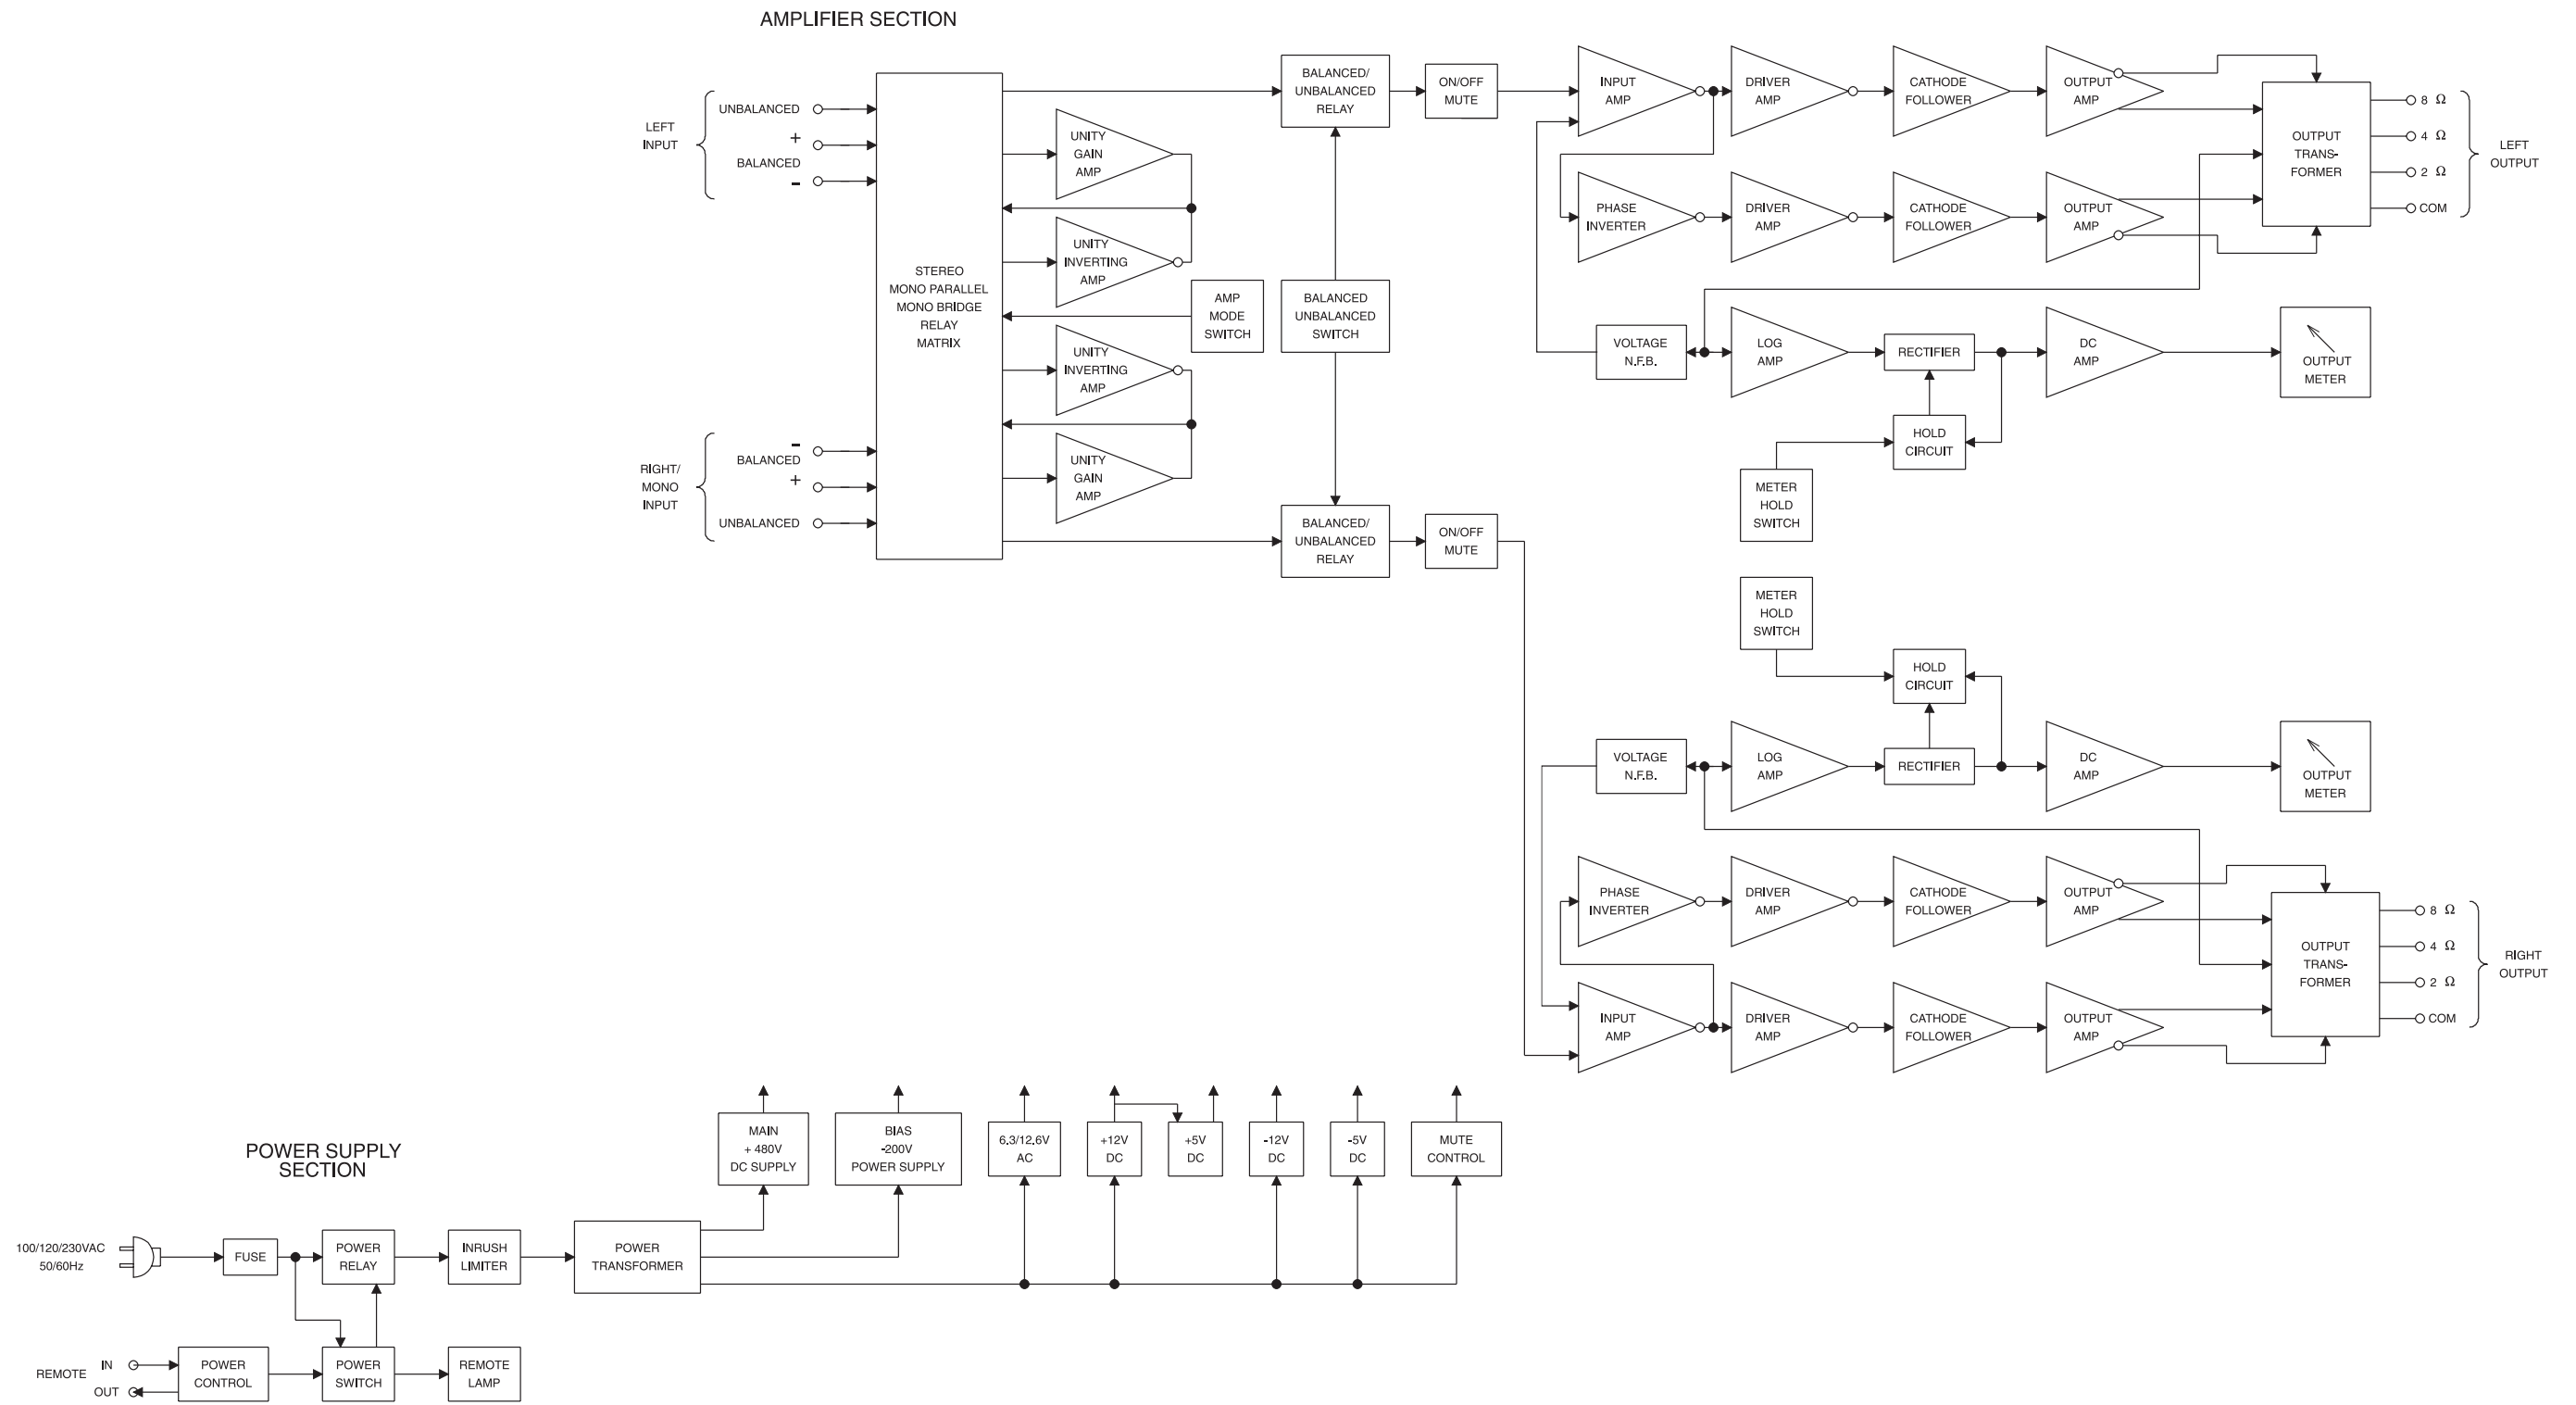 AMPLIFIER SECTION
LEFT
INPUT
UNBALANCED
+
BALANCED
-
RIGHT/
MONO
INPUT
-
BALANCED
+
UNBALANCED
STEREO
MONO PARALLEL
MONO BRIDGE
RELAY
MATRIX
UNITY
GAIN
AMP
UNITY
INVERTING
AMP
AMP
MODE
SWITCH
UNITY
INVERTING
AMP
UNITY
GAIN
AMP
BALANCED/
UNBALANCED
RELAY
BALANCED
UNBALANCED
SWITCH
BALANCED/
UNBALANCED
RELAY
ON/OFF
MUTE
ON/OFF
MUTE
INPUT
AMP
DRIVER
AMP
CATHODE
FOLLOWER
OUTPUT
AMP
PHASE
INVERTER
DRIVER
AMP
CATHODE
FOLLOWER
OUTPUT
AMP
OUTPUT
TRANS-
FORMER
8 Ω
4 Ω
2 Ω
COM
LEFT
OUTPUT
VOLTAGE
N.F.B.
LOG
AMP
RECTIFIER
DC
AMP
OUTPUT
METER
HOLD
CIRCUIT
METER
HOLD
SWITCH
METER
HOLD
SWITCH
HOLD
CIRCUIT
VOLTAGE
N.F.B.
LOG
AMP
RECTIFIER
DC
AMP
OUTPUT
METER
PHASE
INVERTER
DRIVER
AMP
CATHODE
FOLLOWER
OUTPUT
AMP
INPUT
AMP
DRIVER
AMP
CATHODE
FOLLOWER
OUTPUT
AMP
OUTPUT
TRANS-
FORMER
8 Ω
4 Ω
2 Ω
COM
RIGHT
OUTPUT
POWER SUPPLY
SECTION
MAIN
+ 480V
DC SUPPLY
BIAS
-200V
POWER SUPPLY
6.3/12.6V
AC
+12V
DC
+5V
DC
-12V
DC
-5V
DC
MUTE
CONTROL
100/120/230VAC
50/60Hz
FUSE
POWER
RELAY
INRUSH
LIMITER
POWER
TRANSFORMER
REMOTE
IN
OUT
POWER
CONTROL
POWER
SWITCH
REMOTE
LAMP